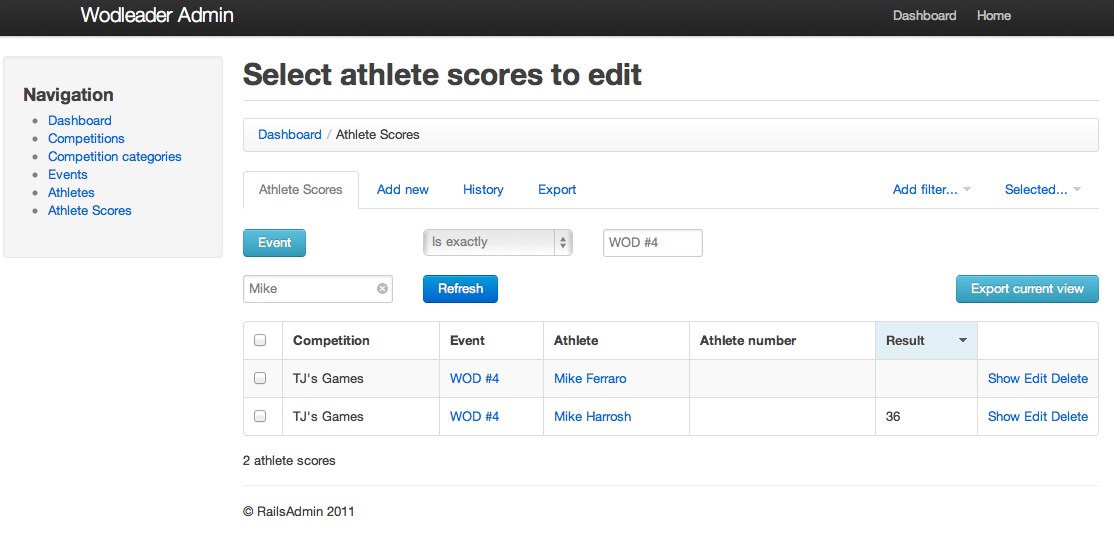 Wodleader Admin Dashboard Home
Navigation
Dashboard
Competitions
Competition categories
Events
Athletes
Athlete Scores
Select athlete scores to edit
Dashboard / Athlete Scores
Athlete Scores Add new History Export Add filter... Selected...
Event Is exactly WOD #4
Mike Refresh Export current view
Competition Event Athlete Athlete number Result
TJ's Games WOD #4 Mike Ferraro Show Edit Delete
TJ's Games WOD #4 Mike Harrosh 36 Show Edit Delete
2 athlete scores
© RailsAdmin 2011